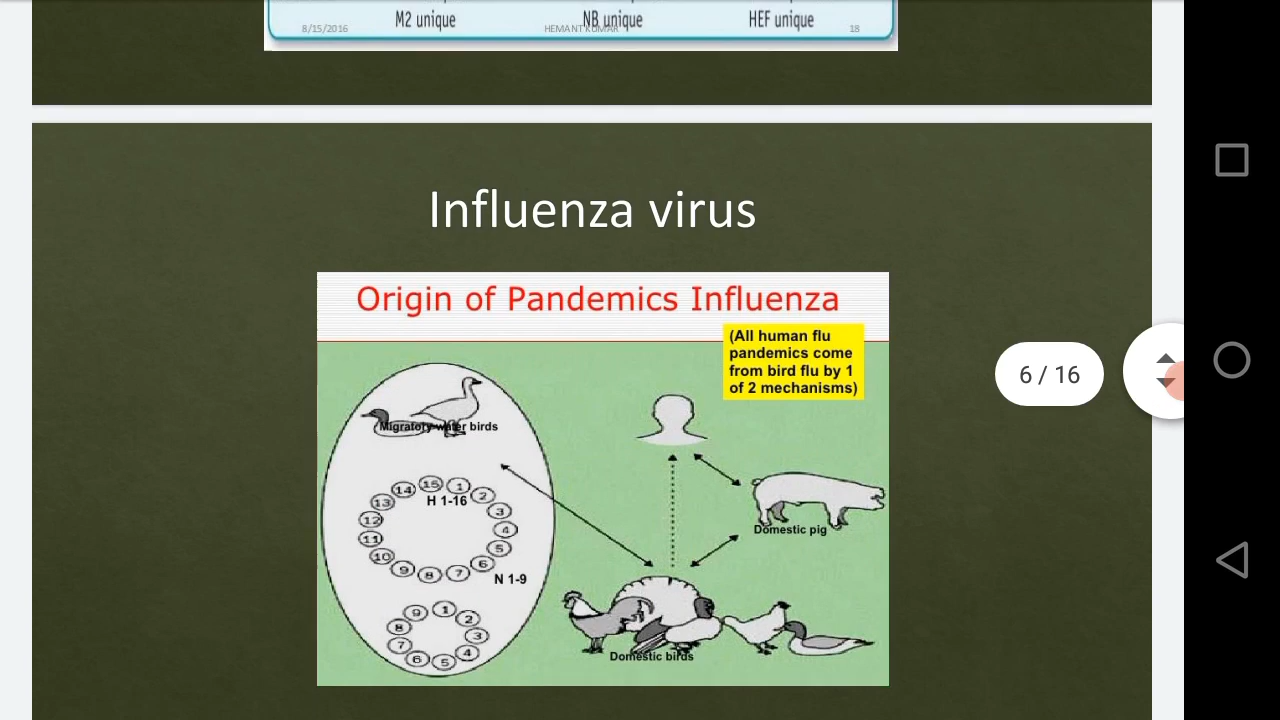 M2 unique NB unique HEF unique
8/15/2016 HEMANT KUMAR 18
Influenza virus
Origin of Pandemics Influenza
(All human flu
pandemics come
from bird flu by 1
of 2 mechanisms)
6 / 16
Migratory water birds
15 1
14 2
H 1-16
13 3
12 4
11 5
10 6
9 8 7
N 1-9
Domestic pig
9 1 2
8 3
7 4
6 5
Domestic birds